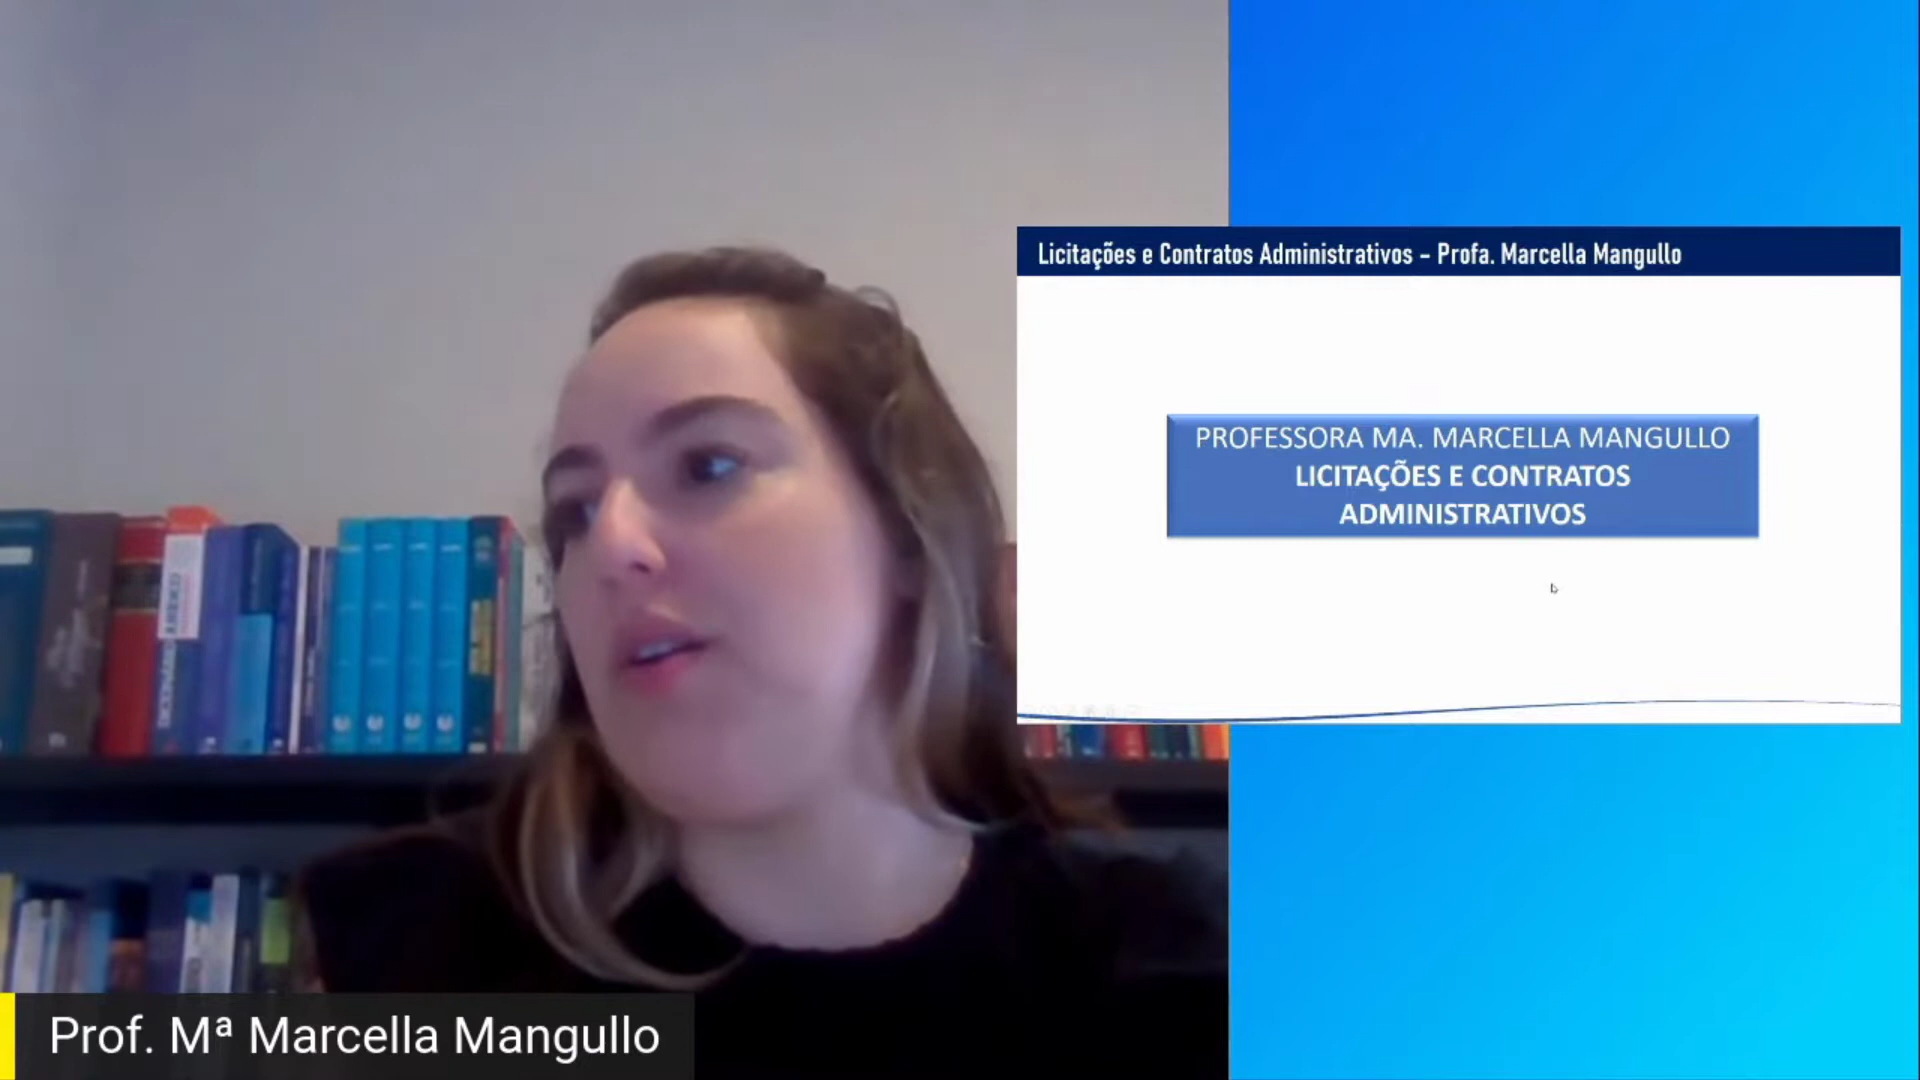 Licitações e Contratos Administrativos – Profa. Marcella Mangullo
PROFESSORA MA. MARCELLA MANGULLO
LICITAÇÕES E CONTRATOS
ADMINISTRATIVOS
Prof. Mª Marcella Mangullo